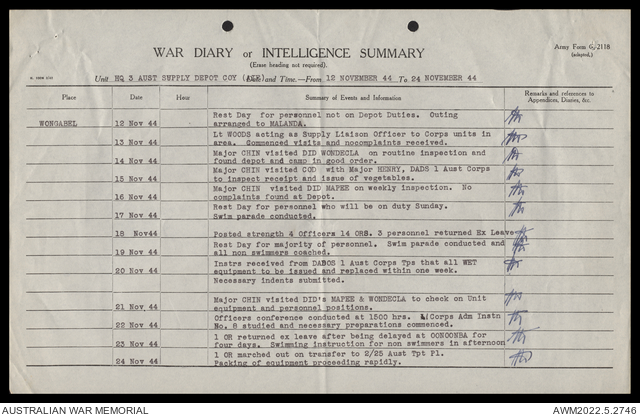 Army Form C. 2118
(adapted.)
WAR DIARY or INTELLIGENCE SUMMARY
(Erase heading not required).
Unit HQ 3 AUST SUPPLY DEPOT COY Date and Time.—From 12 NOVEMBER 44 To 24 NOVEMBER 44
Place Date Hour Summary of Events and Information Remarks and references to Appendices, Diaries, &c.
WONGABEL 12 Nov 44 Rest Day for personnel not on Depot Duties. Outing
arranged to MALANDA.
13 Nov 44 Lt WOODS acting as Supply Liaison Officer to Corps units in
area. Commenced visits and nocomplaints received.
14 Nov 44 Major CHIN visited DID WONDECLA on routine inspection and
found depot and camp in good order.
15 Nov 44 Major CHIN visited COD with Major HENRY, DADS 1 Aust Corps
to inspect receipt and issue of vegetables.
16 Nov 44 Major CHIN visited DID MAPEE on weekly inspection. No
complaints found at Depot.
17 Nov 44 Rest Day for personnel who will be on duty Sunday.
Swim parade conducted.
18 Nov44 Posted strength 4 Officers 14 ORS. 3 personnel returned Ex Leave
19 Nov 44 Rest Day for majority of personnel. Swim parade conducted and
all non swimmers coached.
20 Nov 44 Instrs received from DADOS 1 Aust Corps Tps that all WET
equipment to be issued and replaced within one week.
Necessary indents submitted.
21 Nov 44 Major CHIN visited DID's MAPEE & WONDECLA to check on Unit
equipment and personnel positions.
22 Nov 44 Officers conference conducted at 1500 hrs. Corps Adm Instn
No. 8 studied and necessary preparations commenced.
23 Nov 44 1 OR returned ex leave after being delayed at OONOONBA for
four days. Swimming instruction for non swimmers in afternoon
24 Nov 44 1 OR marched out on transfer to 2/25 Aust Tpt Pl.
Packing of equipment proceeding rapidly.
AUSTRALIAN WAR MEMORIAL AWM2022.5.2746